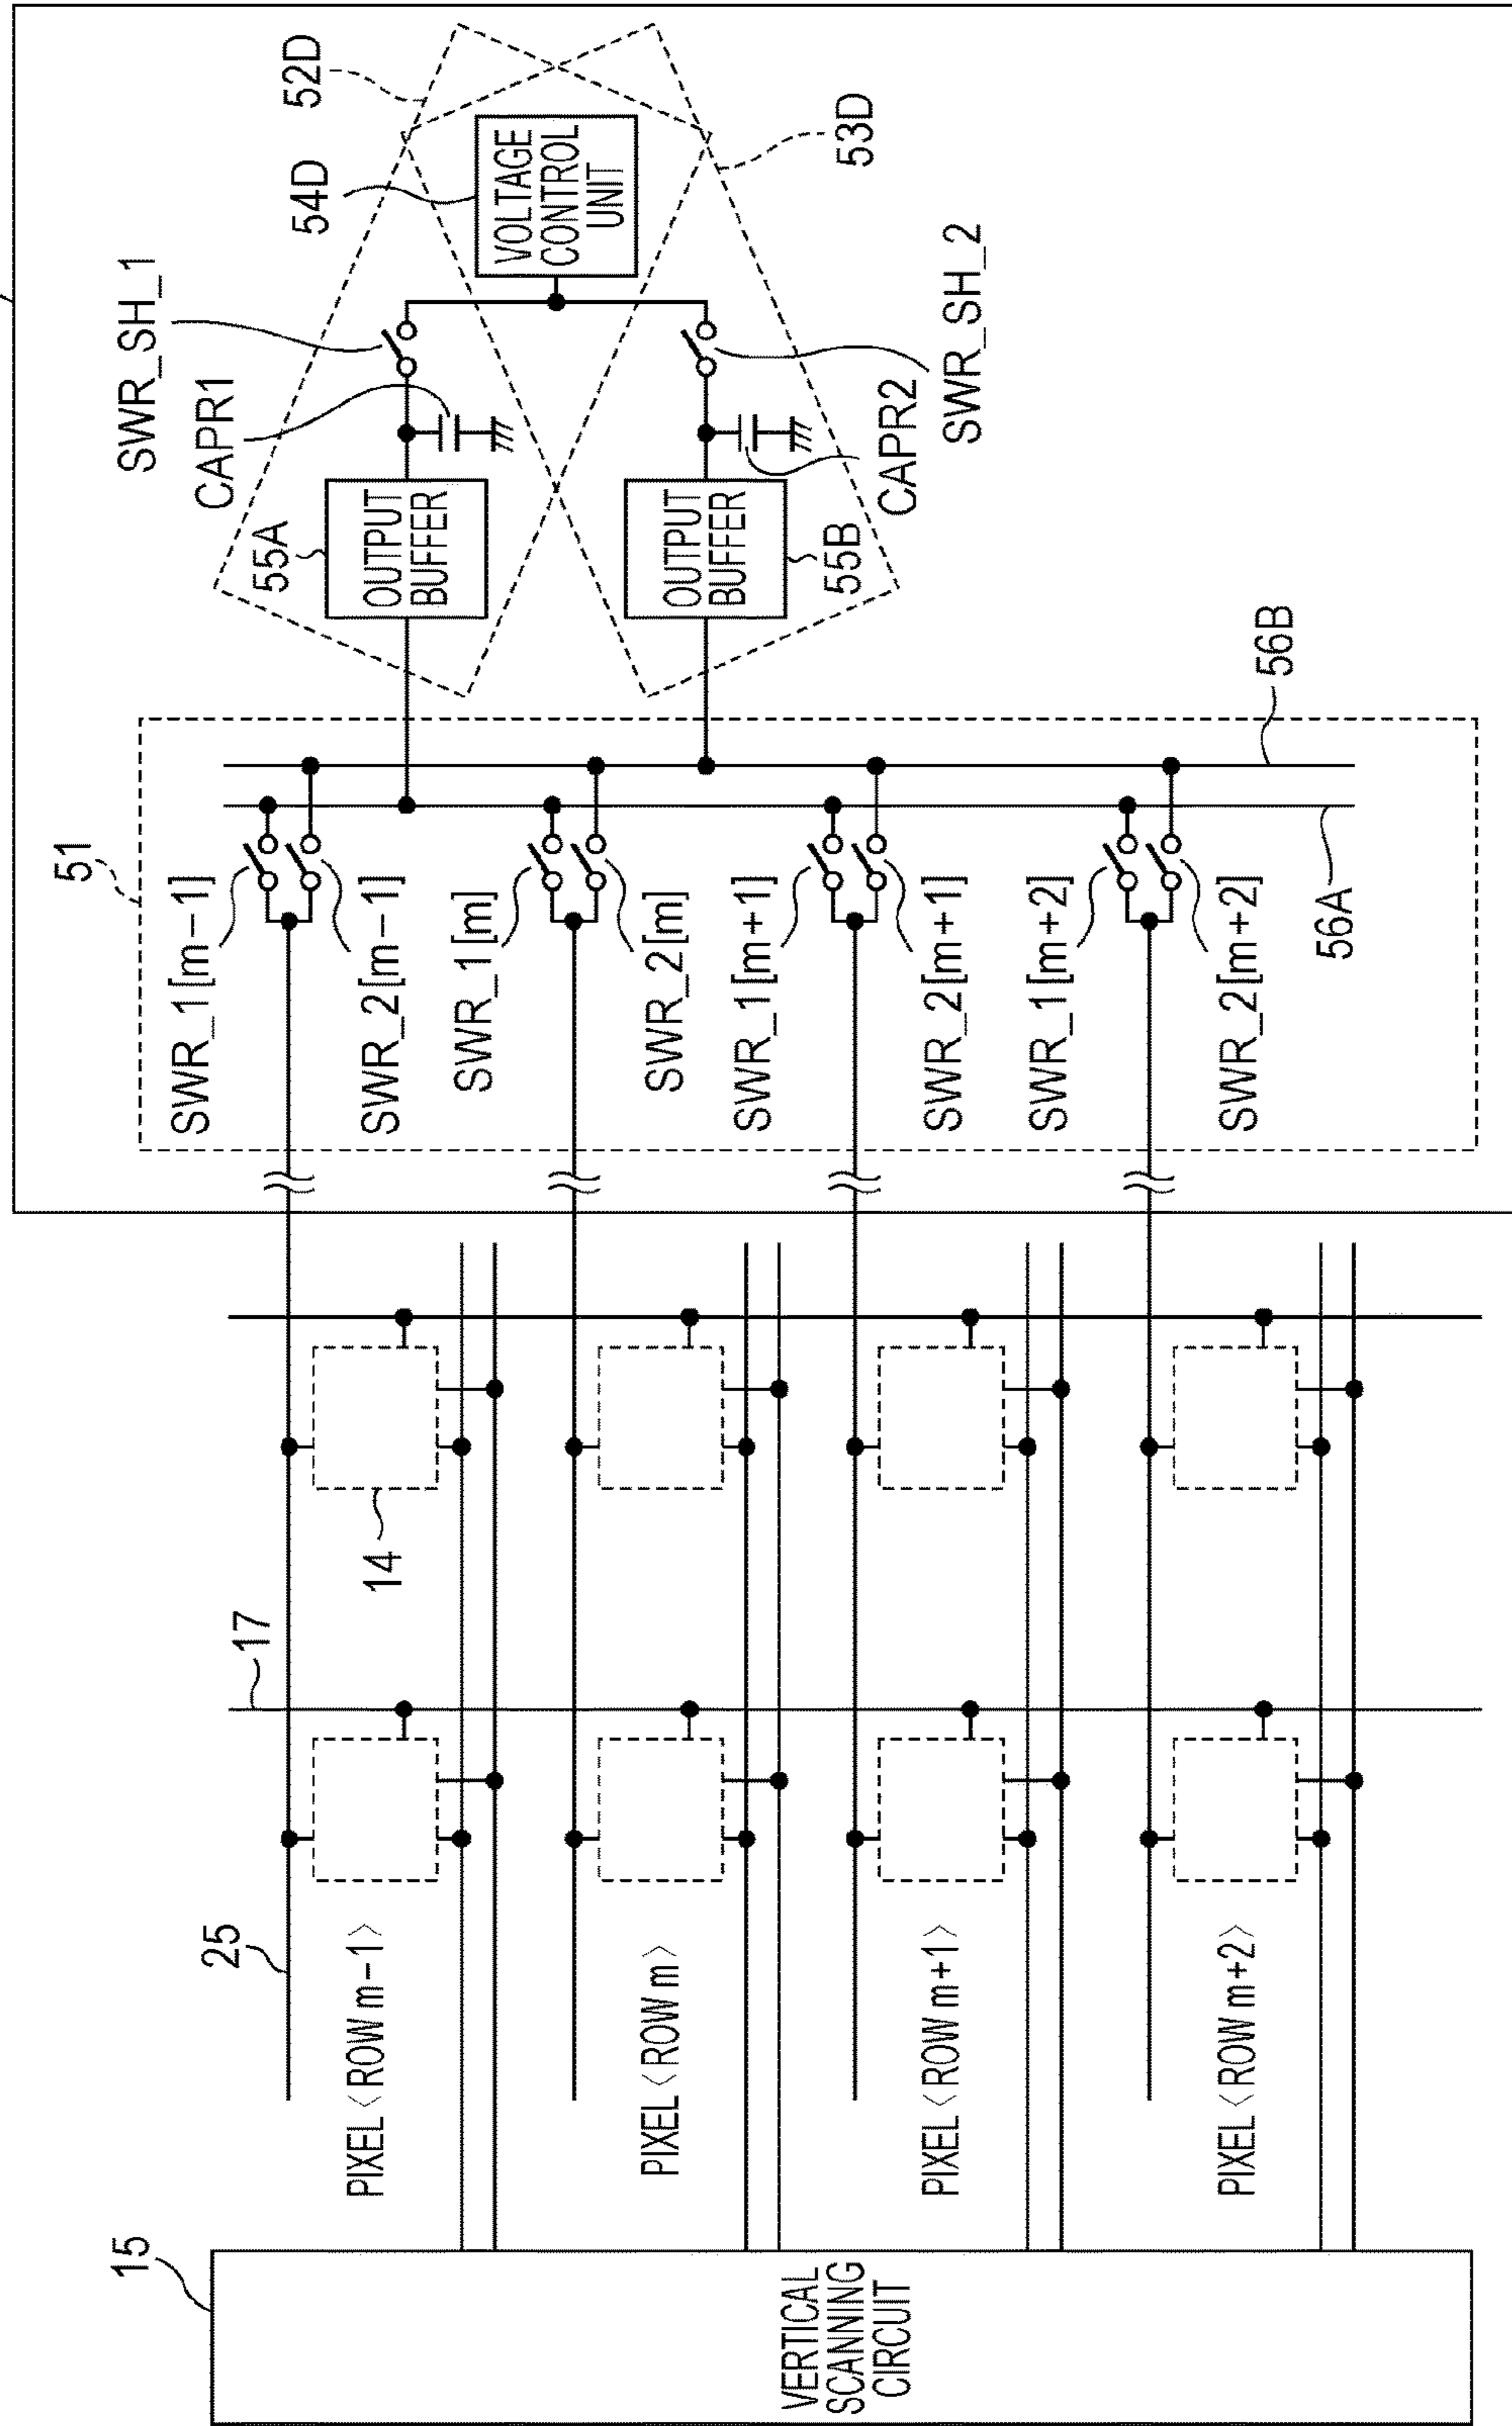 15
VERTICAL
SCANNING
CIRCUIT
25
PIXEL<ROW m-1>
PIXEL<ROW m>
PIXEL<ROW m+1>
PIXEL<ROW m+2>
17
14
51
SWR_1[m-1]
SWR_2[m-1]
SWR_1[m]
SWR_2[m]
SWR_1[m+1]
SWR_2[m+1]
SWR_1[m+2]
SWR_2[m+2]
56A
56B
55A
OUTPUT
BUFFER
OUTPUT
BUFFER
55B
SWR_SH_1
CAPR1
CAPR2
SWR_SH_2
54D
VOLTAGE
CONTROL
UNIT
52D
53D